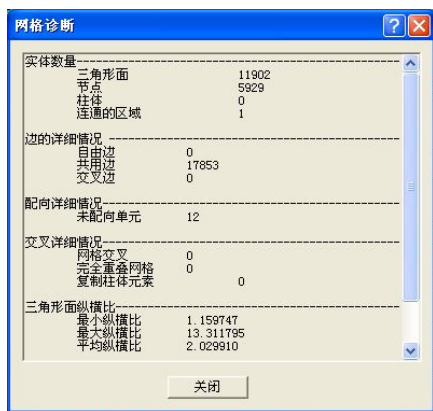 网格诊断
实体数量
三角形面 11902
节点 5929
柱体 0
连通的区域 1
边的详细情况
自由边 0
共用边 17853
交叉边 0
配向详细情况
未配向单元 12
交叉详细情况
网格交叉 0
完全重叠网格 0
复制柱体元素 0
三角形面纵横比
最小纵横比 1.159747
最大纵横比 13.311795
平均纵横比 2.029910
关闭